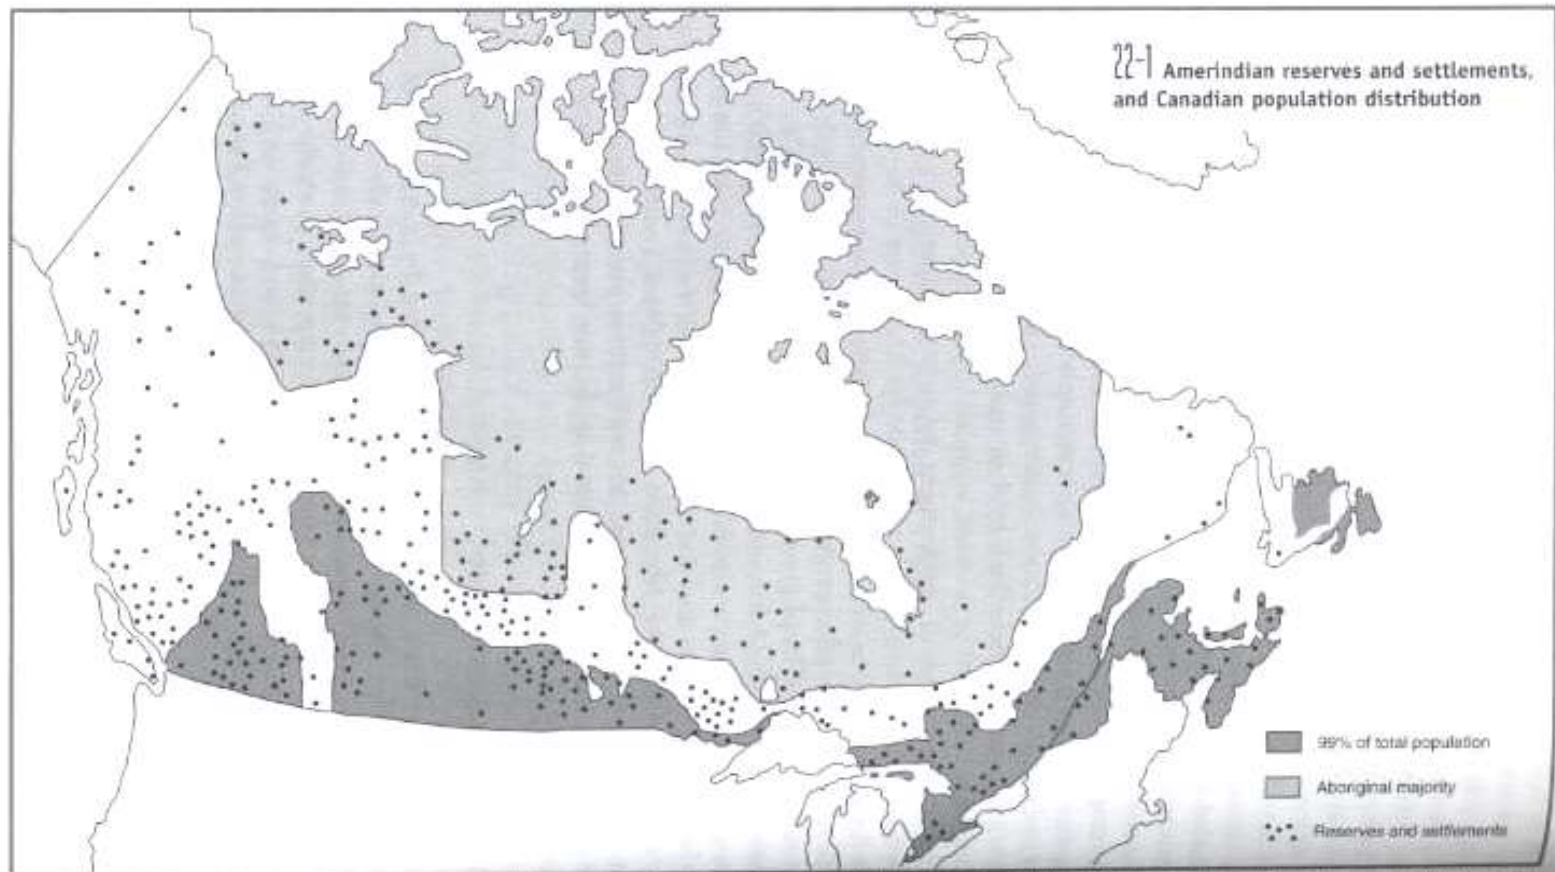 22-1 Amerindian reserves and settlements,
and Canadian population distribution
99% of total population
Aboriginal majority
Reserves and settlements